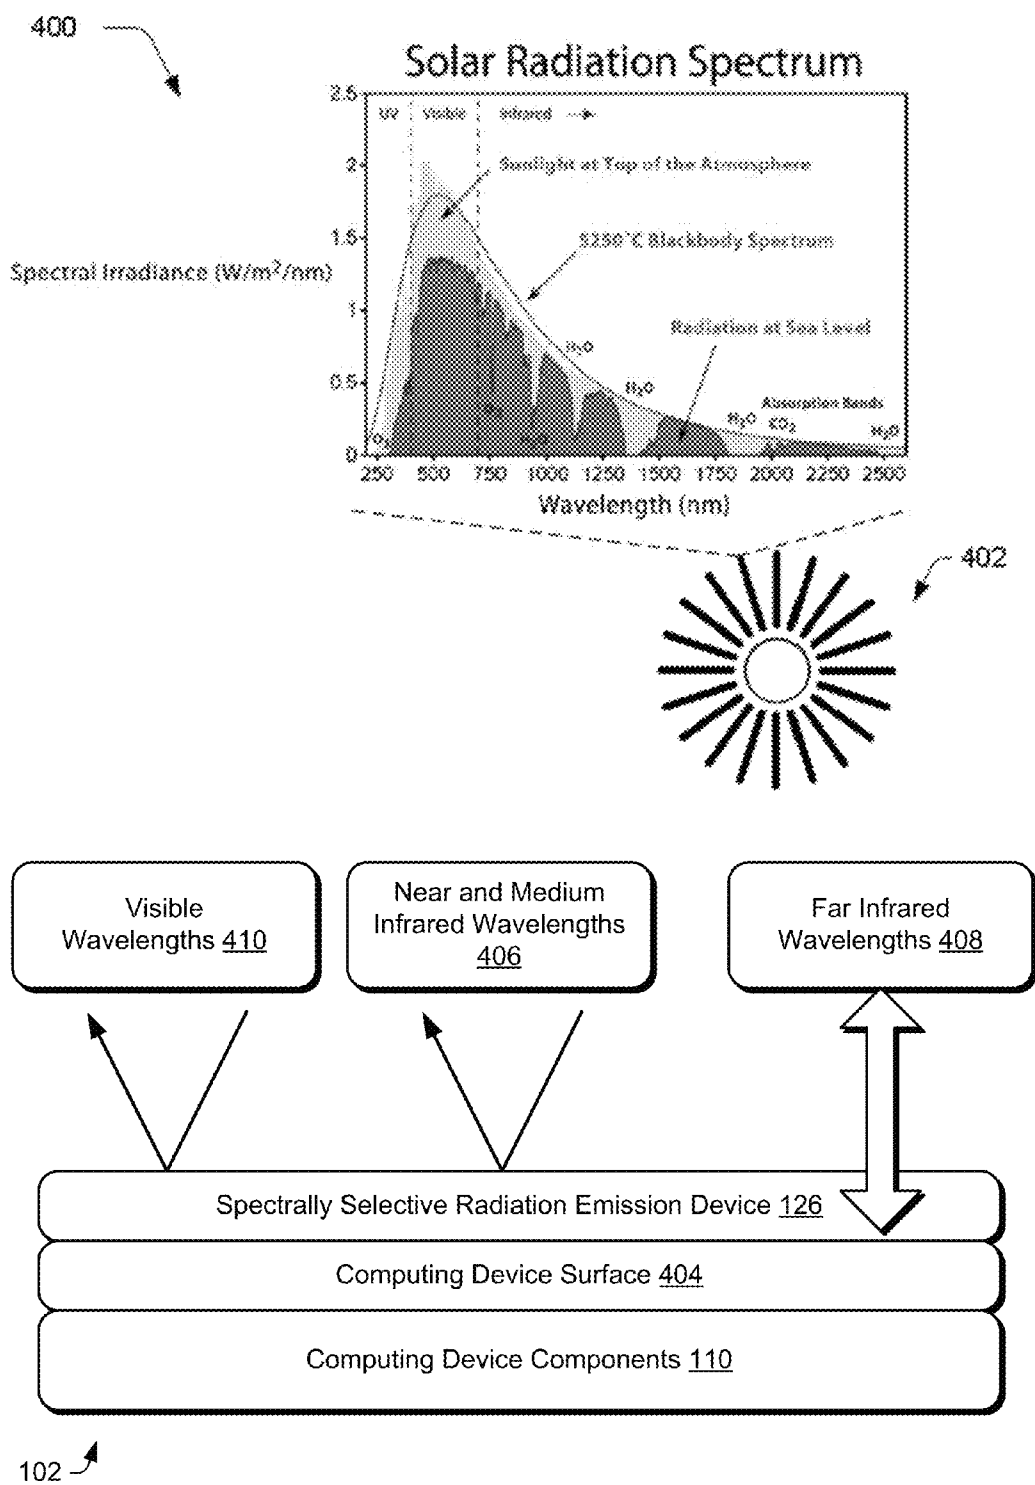 400
Solar Radiation Spectrum
2.5
UV
Visible
Infrared
Sunlight at Top of the Atmosphere
2
5250°C Blackbody Spectrum
1.5
Spectral Irradiance (W/m²/nm)
1
Radiation at Sea Level
H₂O
H₂O
0.5
Absorption Bands
H₂O
CO₂
H₂O
O₂
H₂O
0
250 500 750 1000 1250 1500 1750 2000 2250 2500
Wavelength (nm)
402
Visible
Wavelengths 410
Near and Medium
Infrared Wavelengths
406
Far Infrared
Wavelengths 408
Spectrally Selective Radiation Emission Device 126
Computing Device Surface 404
Computing Device Components 110
102